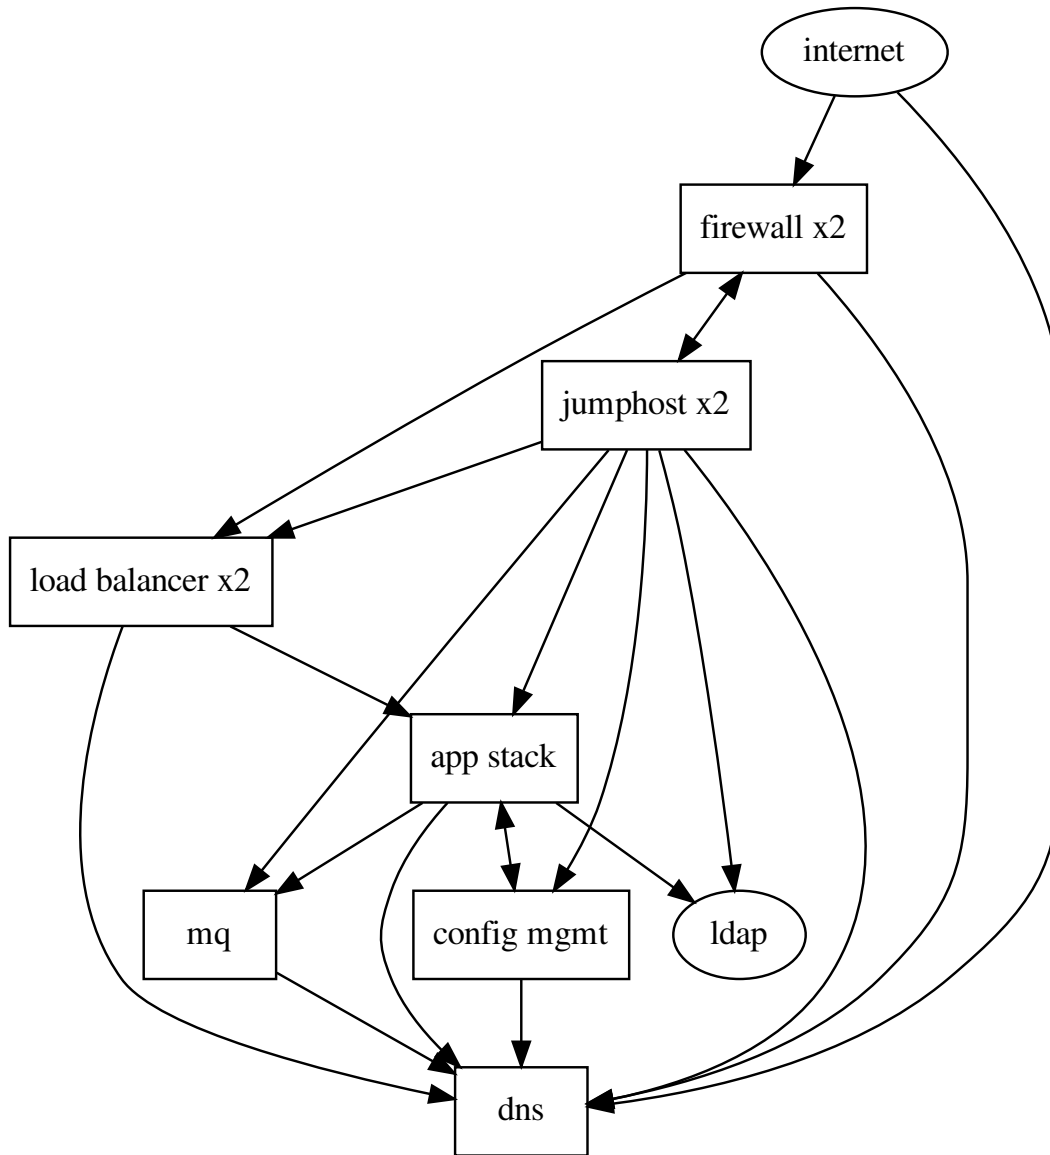 internet
firewall x2
jumphost x2
load balancer x2
app stack
mq
config mgmt
ldap
dns